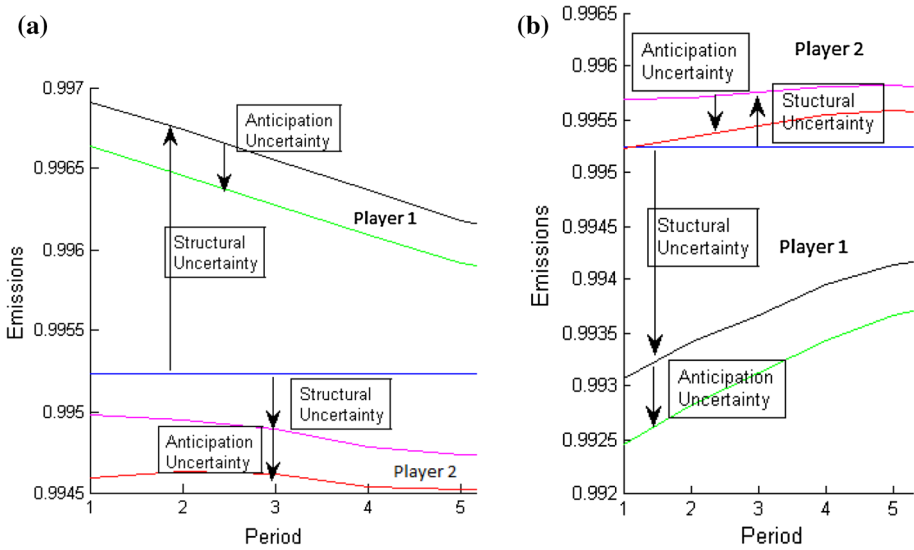 (a)
0.997
0.9965
0.996
0.9955
0.995
0.9945
Emissions
Anticipation
Uncertainty
Player 1
Structural
Uncertainty
Structural
Uncertainty
Anticipation
Uncertainty
Player 2
1
2
3
4
5
Period
(b)
0.9965
0.996
0.9955
0.995
0.9945
0.994
0.9935
0.993
0.9925
0.992
Emissions
Anticipation
Uncertainty
Player 2
Stuctural
Uncertainty
Structural
Uncertainty
Player 1
Anticipation
Uncertainty
1
2
3
4
5
Period